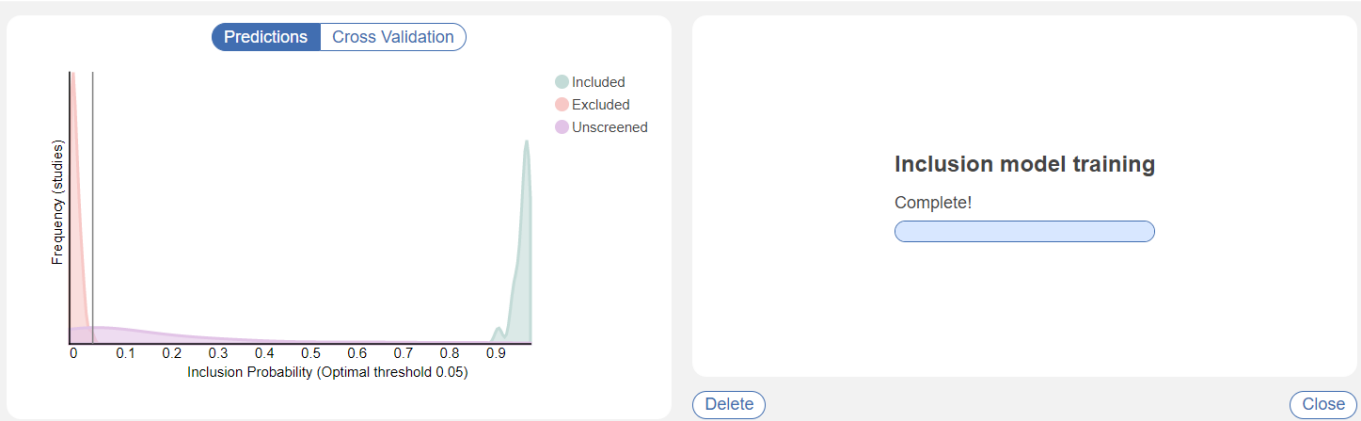 Predictions
Cross Validation
Included
Excluded
Unscreened
Frequency (studies)
0 0.1 0.2 0.3 0.4 0.5 0.6 0.7 0.8 0.9
Inclusion Probability (Optimal threshold 0.05)
Inclusion model training
Complete!
Delete
Close